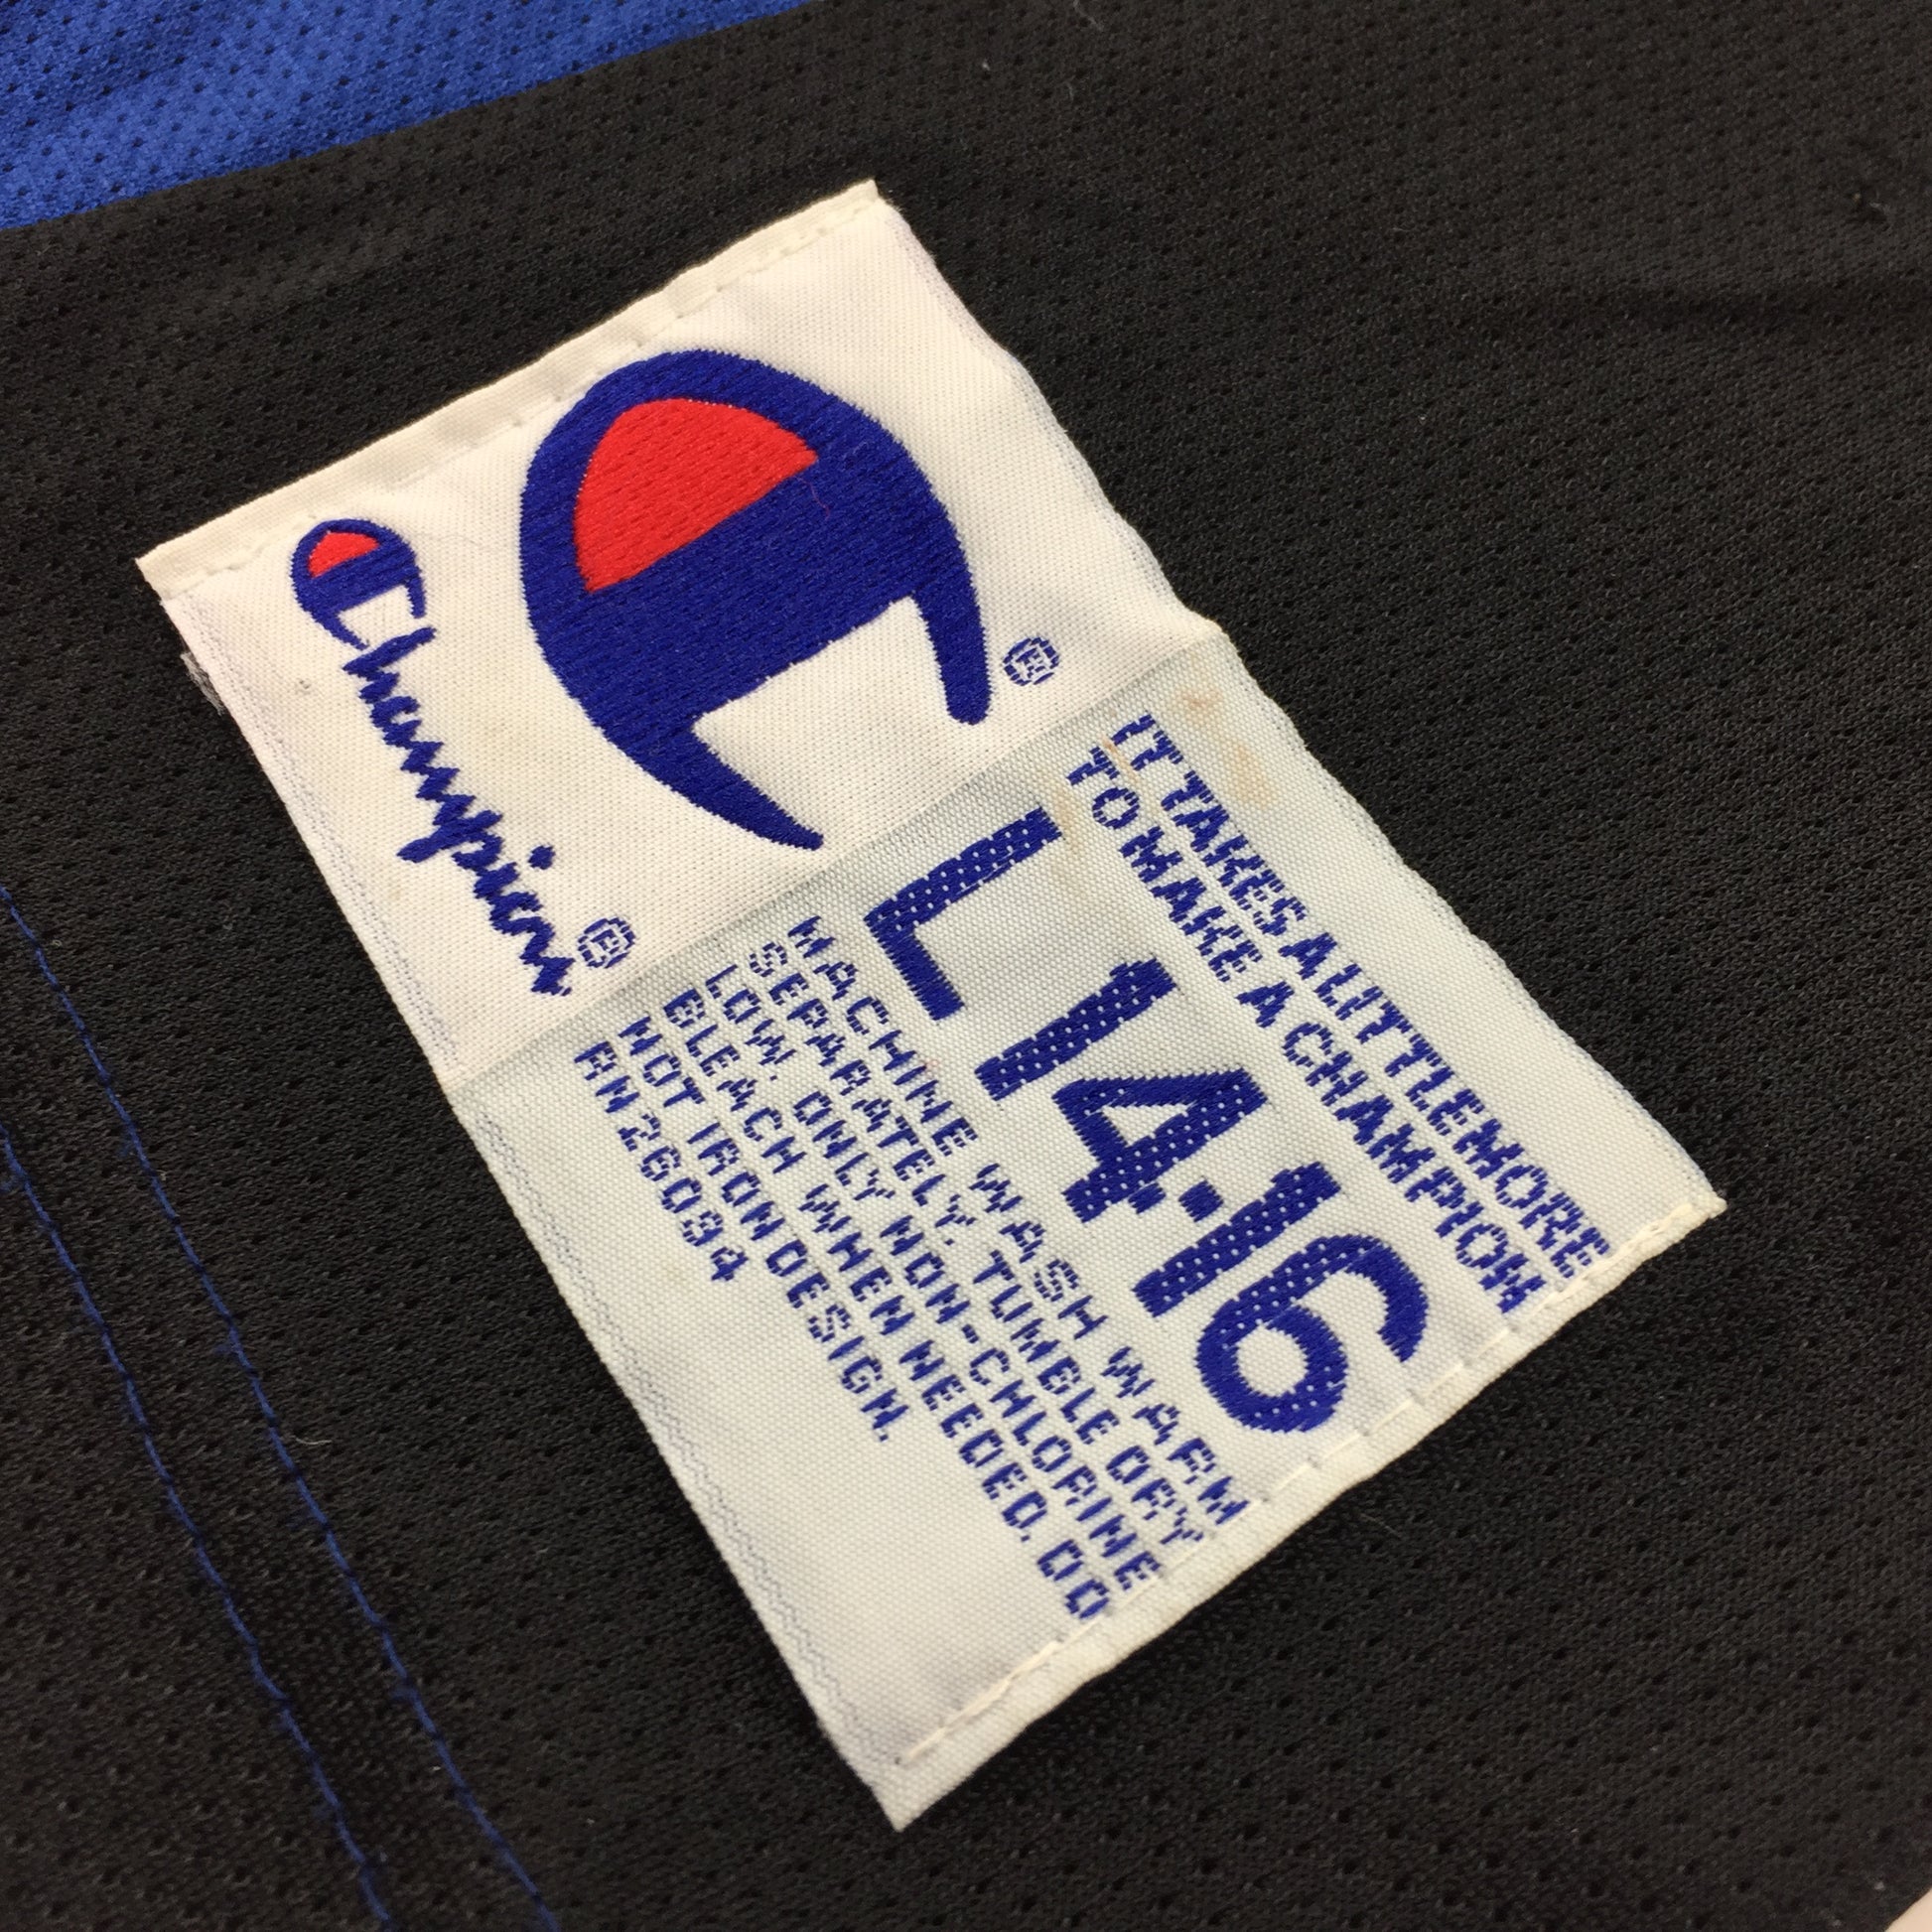 Champion®
®
IT TAKES A LITTLE MORE
TO MAKE A CHAMPION
L 14-16
MACHINE WASH WARM
SEPARATELY. TUMBLE DRY
LOW. ONLY NON-CHLORINE
BLEACH WHEN NEEDED. DO
NOT IRON DESIGN.
RN 26094